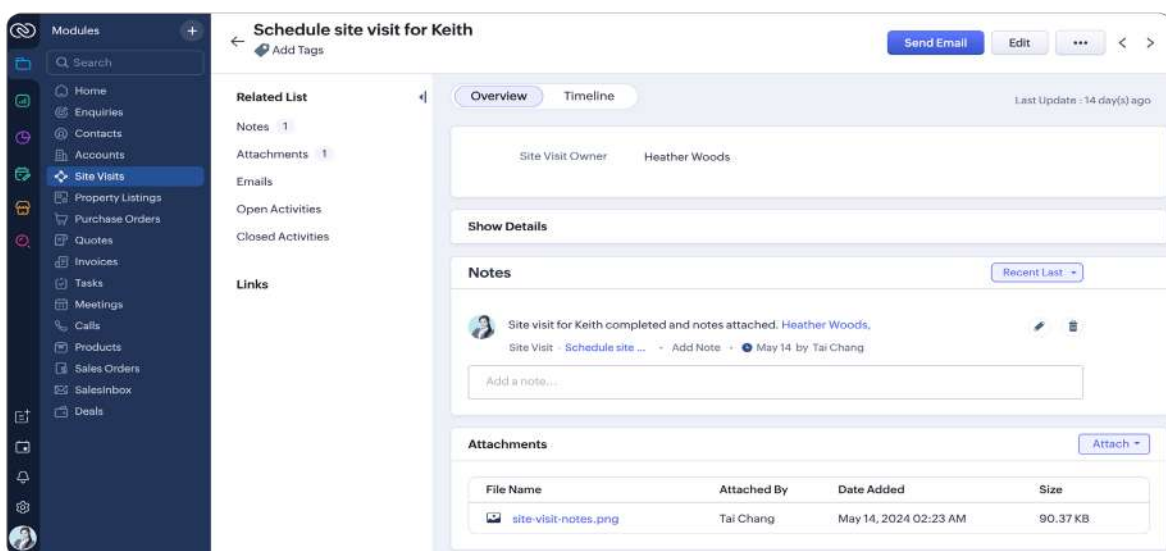 Modules
+
Search
Home
Enquiries
Contacts
Accounts
Site Visits
Property Listings
Purchase Orders
Quotes
Invoices
Tasks
Meetings
Calls
Products
Sales Orders
SalesInbox
Deals
Schedule site visit for Keith
Add Tags
Send Email
Edit
•••
Related List
Notes 1
Attachments 1
Emails
Open Activities
Closed Activities
Links
Overview Timeline
Last Update : 14 day(s) ago
Site Visit Owner Heather Woods
Show Details
Notes
Recent Last
Site visit for Keith completed and notes attached. Heather Woods,
Site Visit - Schedule site ... • Add Note • May 14 by Tai Chang
Add a note...
Attachments
Attach
File Name Attached By Date Added Size
site-visit-notes.png Tai Chang May 14, 2024 02:23 AM 90.37 KB